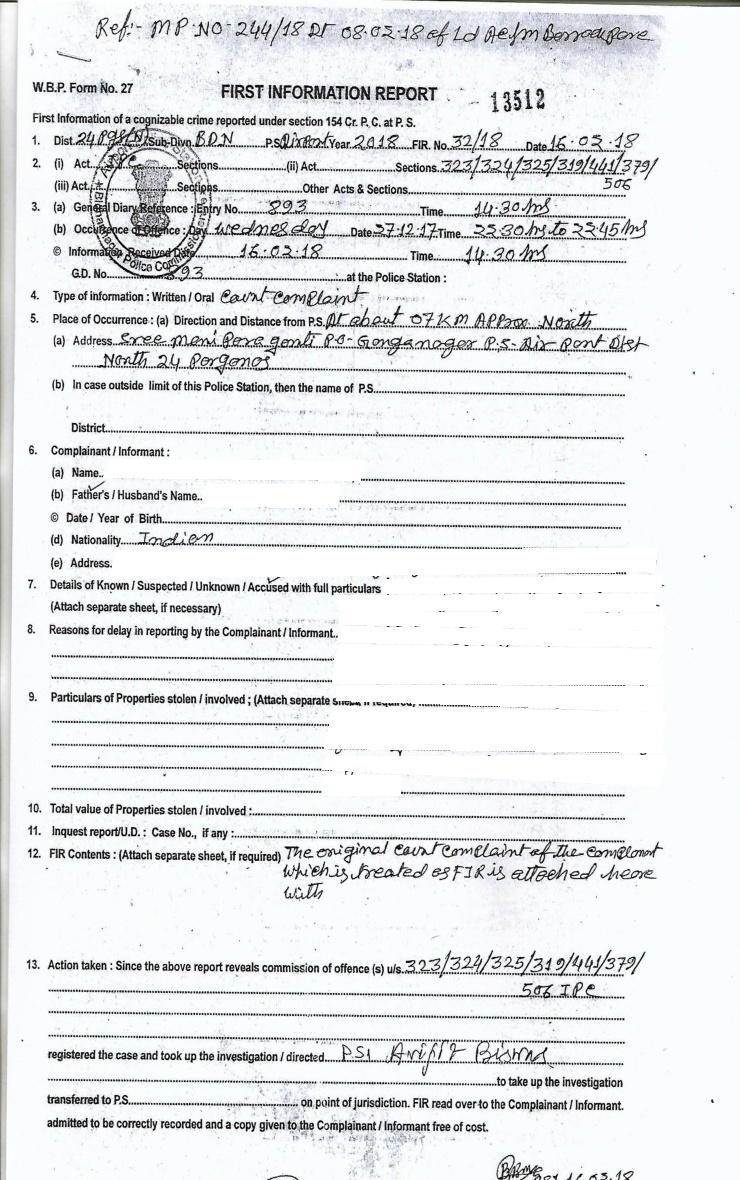 Ref:- MP NO-244/18 Dt 08.03.18 of Ld ACJM Barrackpore
W.B.P. Form No. 27
FIRST INFORMATION REPORT
13512
First Information of a cognizable crime reported under section 154 Cr. P. C. at P. S.
1. Dist. 24 Pgs(N) Sub-Divn. BDN P.S. Airport Year 2018 FIR. No. 32/18 Date 16.03.18
2. (i) Act. Sections (ii) Act Sections. 323/324/325/319/441/379/
506
(iii) Act. Sections Other Acts & Sections
3. (a) General Diary Reference : Entry No. 893 Time 14.30 hrs
(b) Occurence of Offence : Day. Wednesday Date 27.12.17 Time 23.30 hrs to 23.45 hrs
© Information Received Date 16.03.18 Time 14.30 hrs
G.D. No. 893 at the Police Station :
4. Type of information : Written / Oral Court Complaint
5. Place of Occurrence : (a) Direction and Distance from P.S. At about 07 KM Approx North
(a) Address Sree moni Para ganti P.O- Ganganagar P.S- Air Port Dist
North 24 Parganas
(b) In case outside limit of this Police Station, then the name of P.S.
District
6. Complainant / Informant :
(a) Name..
(b) Father's / Husband's Name..
© Date / Year of Birth
(d) Nationality Indian
(e) Address.
7. Details of Known / Suspected / Unknown / Accused with full particulars
(Attach separate sheet, if necessary)
8. Reasons for delay in reporting by the Complainant / Informant..
9. Particulars of Properties stolen / involved ; (Attach separate sheet, if required)
10. Total value of Properties stolen / involved :
11. Inquest report/U.D. : Case No., if any :
12. FIR Contents : (Attach separate sheet, if required) The original Court Complaint of the Complainant
which is treated as FIR is attached here
with
13. Action taken : Since the above report reveals commission of offence (s) u/s. 323/324/325/319/441/379/
506 IPC
registered the case and took up the investigation / directed PSI Avijit Biswas
to take up the investigation
transferred to P.S. on point of jurisdiction. FIR read over to the Complainant / Informant.
admitted to be correctly recorded and a copy given to the Complainant / Informant free of cost.
16.03.18